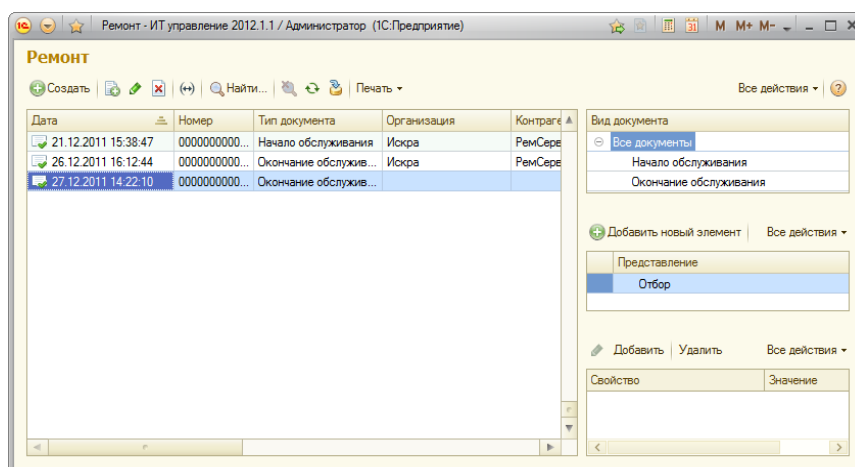 Ремонт - ИТ управление 2012.1.1 / Администратор (1С:Предприятие) M M+ M-
Ремонт
Создать Найти... Печать Все действия
Дата Номер Тип документа Организация Контраге
21.12.2011 15:38:47 0000000000... Начало обслуживания Искра РемСерв
26.12.2011 16:12:44 0000000000... Окончание обслужив... Искра РемСерв
27.12.2011 14:22:10 0000000000... Окончание обслужив...
Вид документа
Все документы
Начало обслуживания
Окончание обслуживания
Добавить новый элемент Все действия
Представление
Отбор
Добавить Удалить Все действия
Свойство Значение